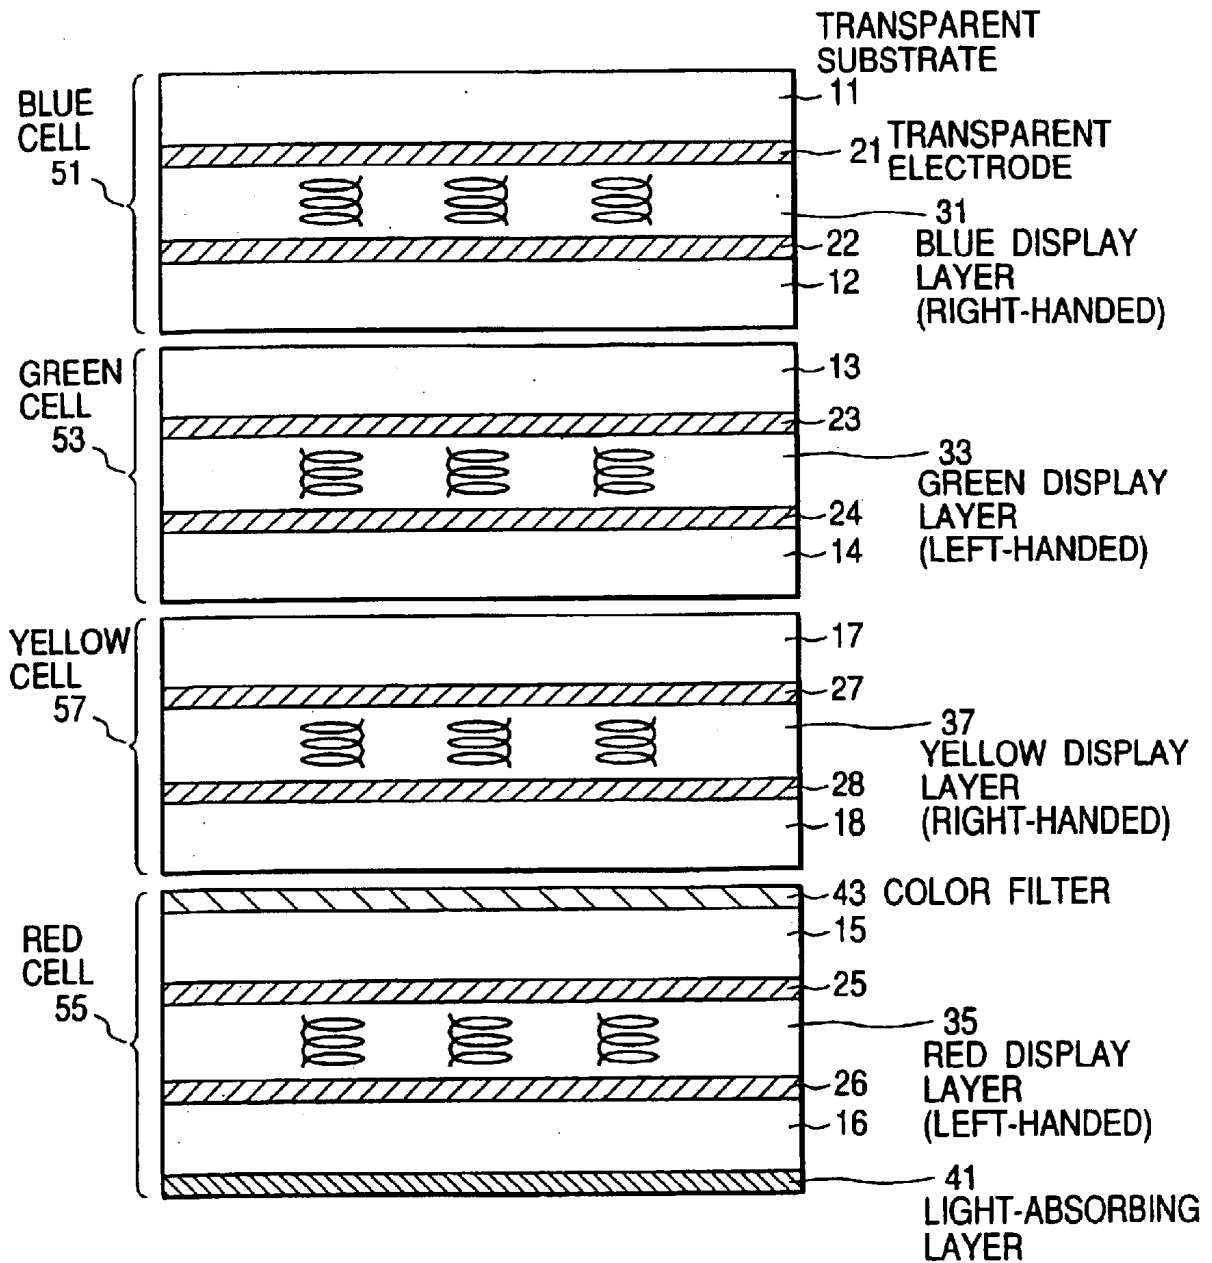 TRANSPARENT
SUBSTRATE
11
BLUE
CELL
51
21 TRANSPARENT
ELECTRODE
31
22
BLUE DISPLAY
LAYER
(RIGHT-HANDED)
12
GREEN
CELL
53
13
23
33
GREEN DISPLAY
LAYER
(LEFT-HANDED)
24
14
YELLOW
CELL
57
17
27
37
YELLOW DISPLAY
LAYER
(RIGHT-HANDED)
28
18
43 COLOR FILTER
RED
CELL
55
15
25
35
RED DISPLAY
LAYER
(LEFT-HANDED)
26
16
41
LIGHT-ABSORBING
LAYER